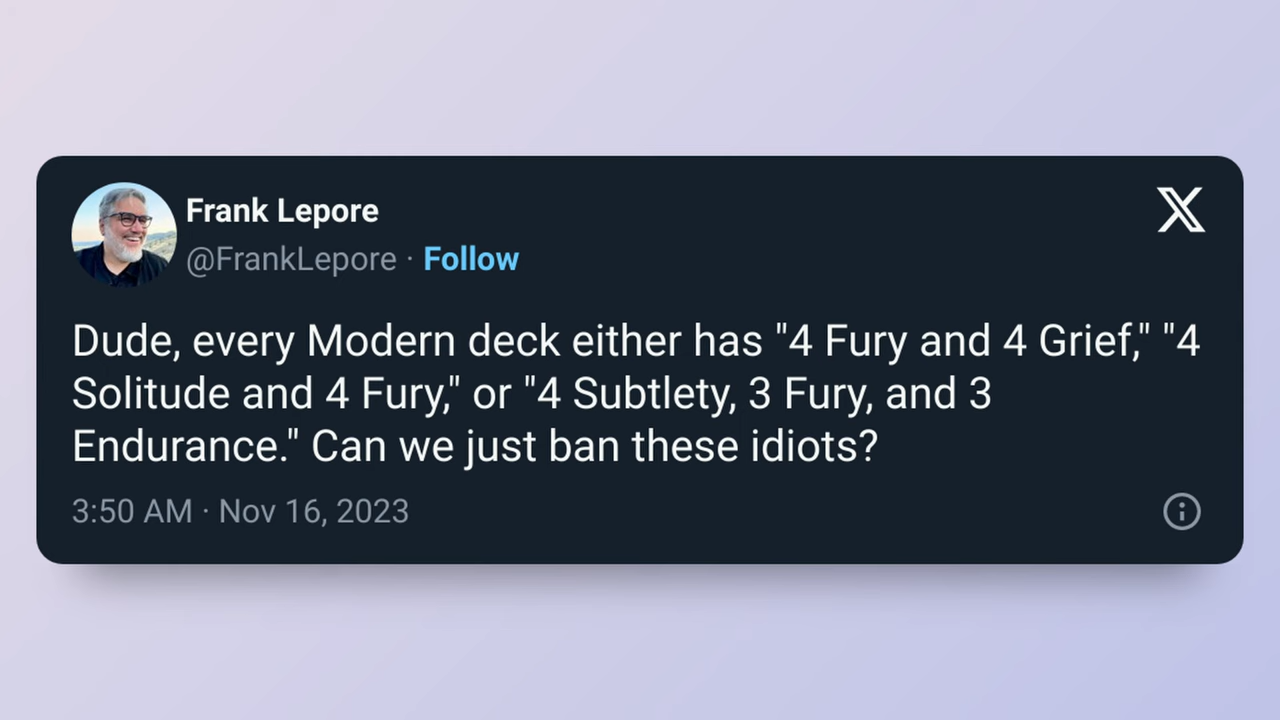 Frank Lepore
@FrankLepore · Follow
Dude, every Modern deck either has "4 Fury and 4 Grief," "4
Solitude and 4 Fury," or "4 Subtlety, 3 Fury, and 3
Endurance." Can we just ban these idiots?
3:50 AM · Nov 16, 2023